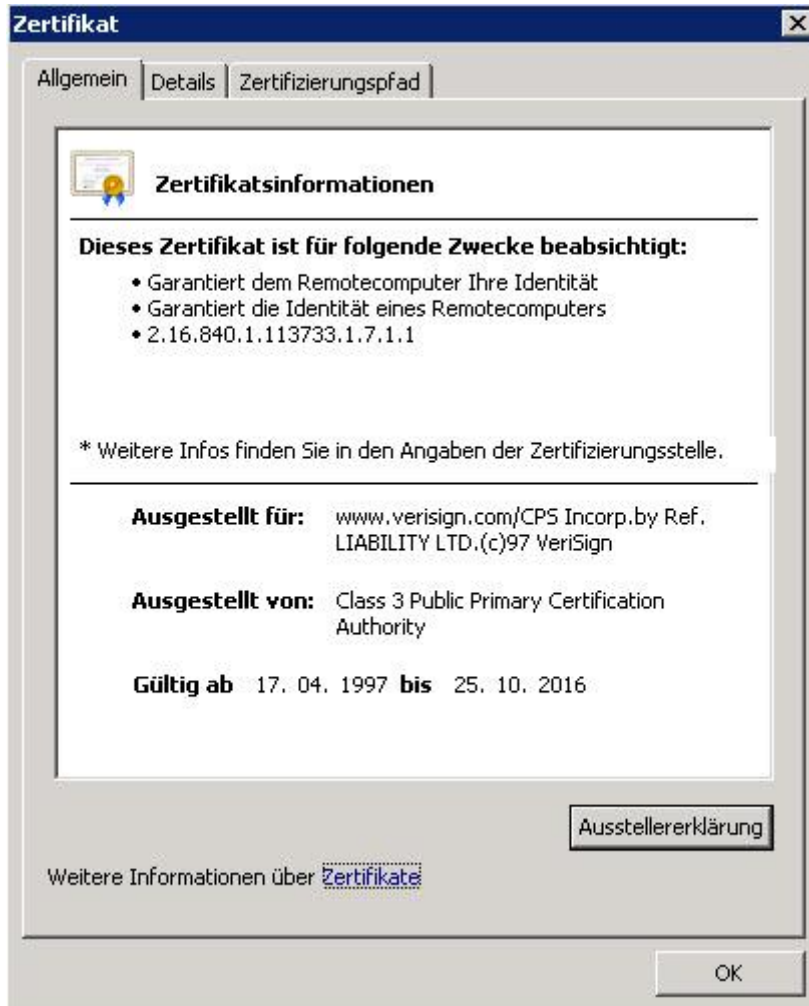 Zertifikat
Allgemein
Details
Zertifizierungspfad
Zertifikatsinformationen
Dieses Zertifikat ist für folgende Zwecke beabsichtigt:
• Garantiert dem Remotecomputer Ihre Identität
• Garantiert die Identität eines Remotecomputers
• 2.16.840.1.113733.1.7.1.1
* Weitere Infos finden Sie in den Angaben der Zertifizierungsstelle.
Ausgestellt für: www.verisign.com/CPS Incorp.by Ref.
LIABILITY LTD.(c)97 VeriSign
Ausgestellt von: Class 3 Public Primary Certification
Authority
Gültig ab 17. 04. 1997 bis 25. 10. 2016
Ausstellererklärung
Weitere Informationen über Zertifikate
OK